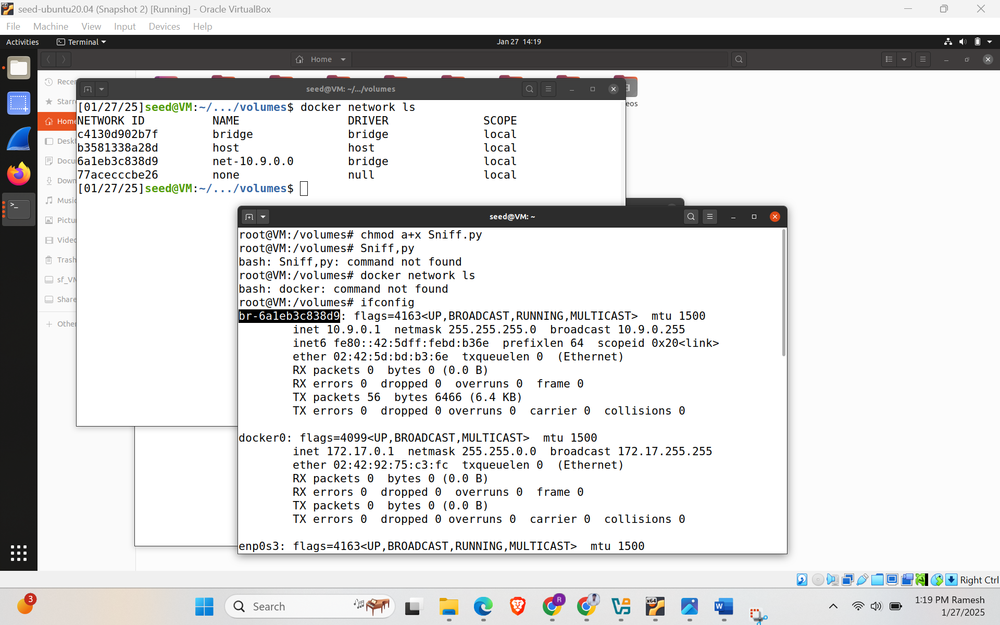 seed-ubuntu20.04 (Snapshot 2) [Running] - Oracle VirtualBox
File Machine View Input Devices Help
Activities Terminal Jan 27 14:19
Home
seed@VM: ~/.../volumes
[01/27/25]seed@VM:~/.../volumes$ docker network ls
NETWORK ID NAME DRIVER SCOPE
c4130d902b7f bridge bridge local
b3581338a28d host host local
6a1eb3c838d9 net-10.9.0.0 bridge local
77acecccbe26 none null local
[01/27/25]seed@VM:~/.../volumes$
Recen
Starr
Home
Deskt
Docu
Down
Music
Pictu
Video
Trash
sf_VM
Share
Other
eos
seed@VM: ~
root@VM:/volumes# chmod a+x Sniff.py
root@VM:/volumes# Sniff,py
bash: Sniff,py: command not found
root@VM:/volumes# docker network ls
bash: docker: command not found
root@VM:/volumes# ifconfig
br-6a1eb3c838d9: flags=4163<UP,BROADCAST,RUNNING,MULTICAST> mtu 1500
inet 10.9.0.1 netmask 255.255.255.0 broadcast 10.9.0.255
inet6 fe80::42:5dff:febd:b36e prefixlen 64 scopeid 0x20<link>
ether 02:42:5d:bd:b3:6e txqueuelen 0 (Ethernet)
RX packets 0 bytes 0 (0.0 B)
RX errors 0 dropped 0 overruns 0 frame 0
TX packets 56 bytes 6466 (6.4 KB)
TX errors 0 dropped 0 overruns 0 carrier 0 collisions 0
docker0: flags=4099<UP,BROADCAST,MULTICAST> mtu 1500
inet 172.17.0.1 netmask 255.255.0.0 broadcast 172.17.255.255
ether 02:42:92:75:c3:fc txqueuelen 0 (Ethernet)
RX packets 0 bytes 0 (0.0 B)
RX errors 0 dropped 0 overruns 0 frame 0
TX packets 0 bytes 0 (0.0 B)
TX errors 0 dropped 0 overruns 0 carrier 0 collisions 0
enp0s3: flags=4163<UP,BROADCAST,RUNNING,MULTICAST> mtu 1500
Right Ctrl
3
Search
R
x64
W
1:19 PM Ramesh
1/27/2025